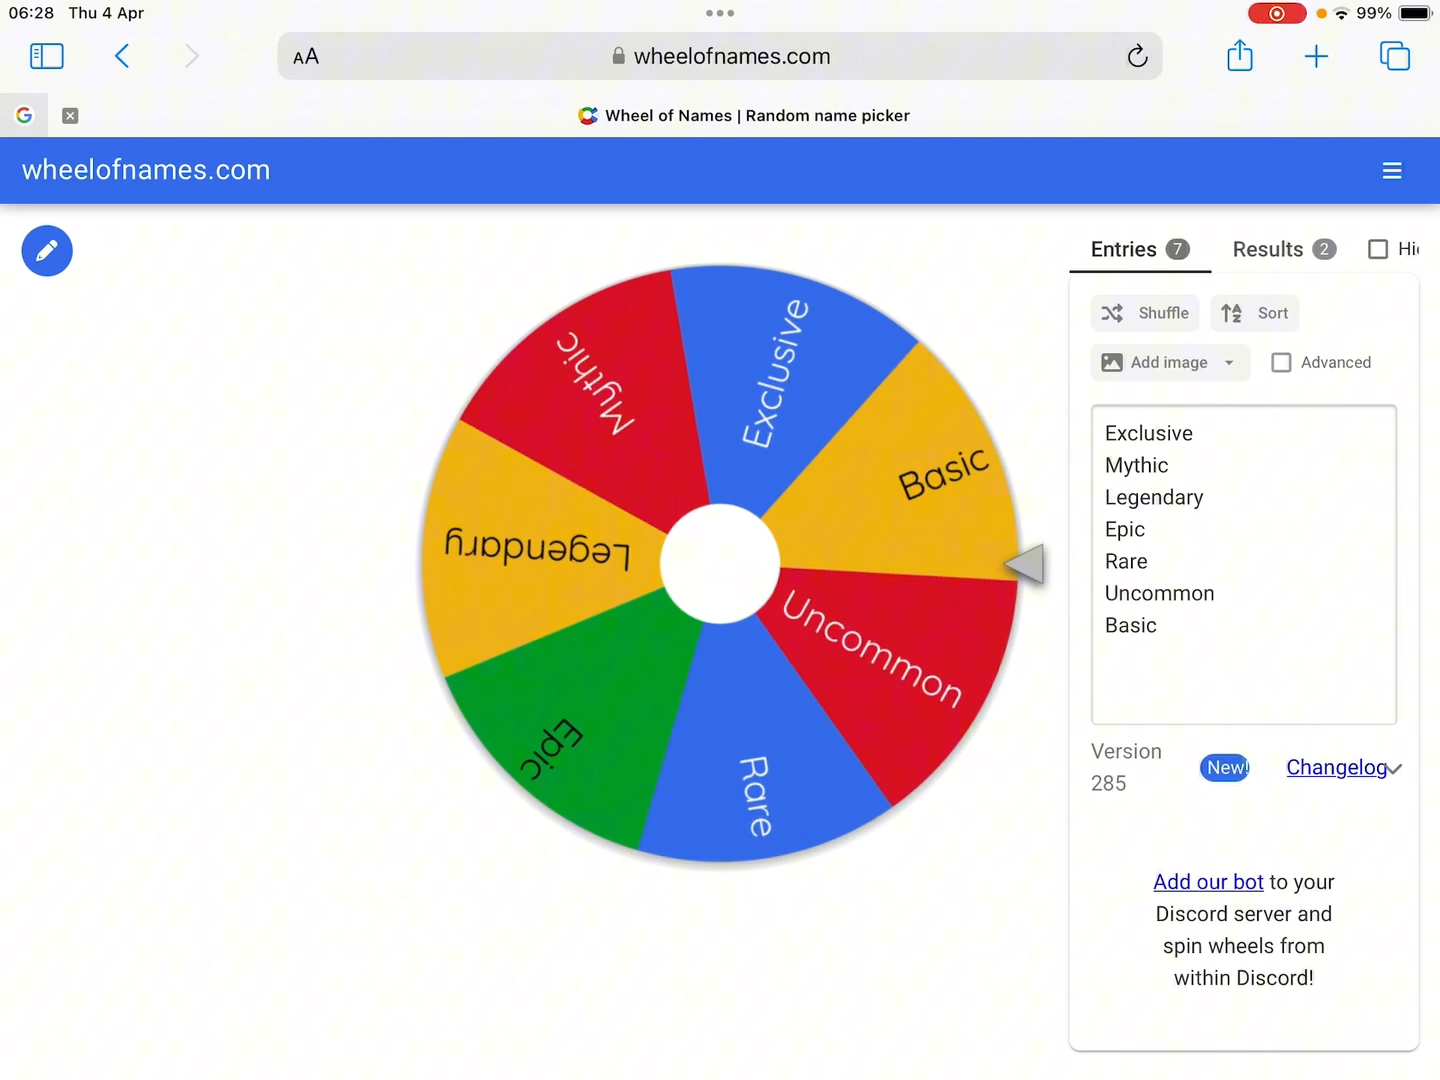 06:28 Thu 4 Apr
99%
AA
wheelofnames.com
Wheel of Names | Random name picker
wheelofnames.com
Entries 7
Results 2
Hi
Shuffle
Sort
Add image
Advanced
Exclusive
Mythic
Legendary
Epic
Rare
Uncommon
Basic
Exclusive
Mythic
Legendary
Epic
Rare
Uncommon
Basic
Version
285
New!
Changelog
Add our bot to your
Discord server and
spin wheels from
within Discord!